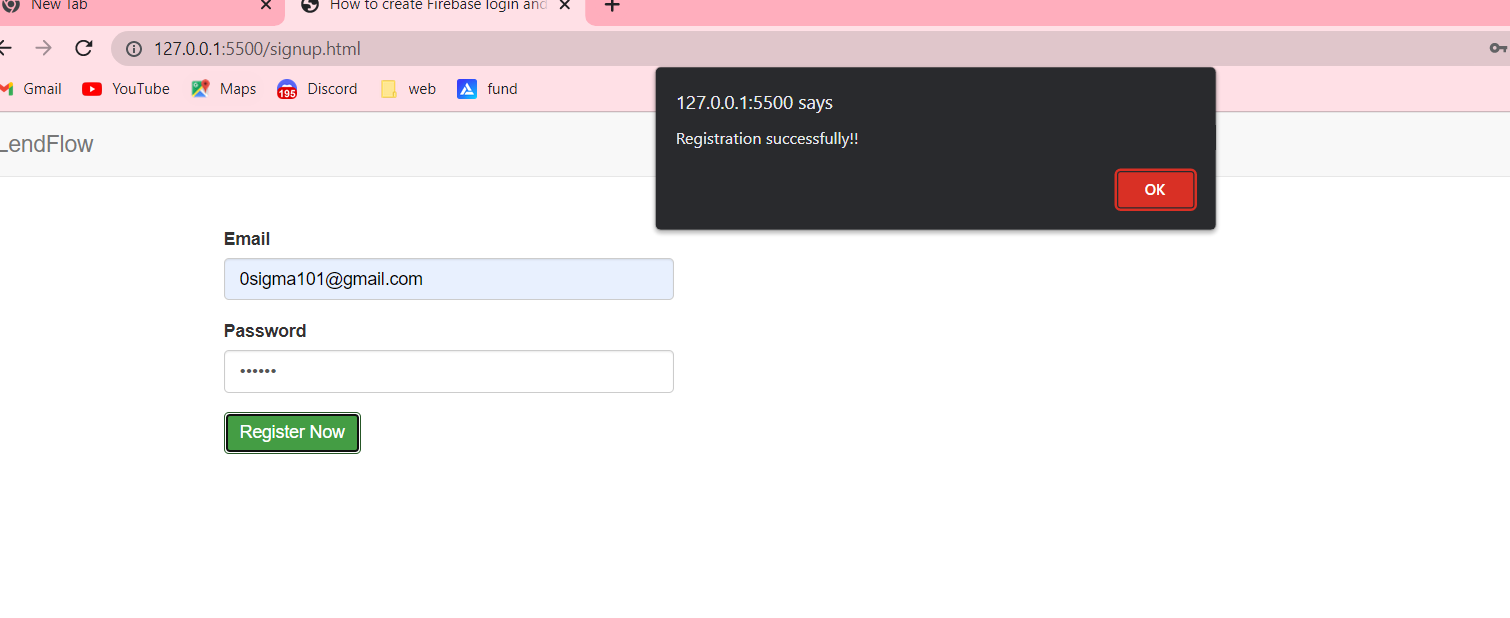 New Tab
How to create Firebase login and
127.0.0.1:5500/signup.html
Gmail YouTube Maps 195 Discord web fund
127.0.0.1:5500 says
Registration successfully!!
OK
LendFlow
Email
0sigma101@gmail.com
Password
••••••
Register Now